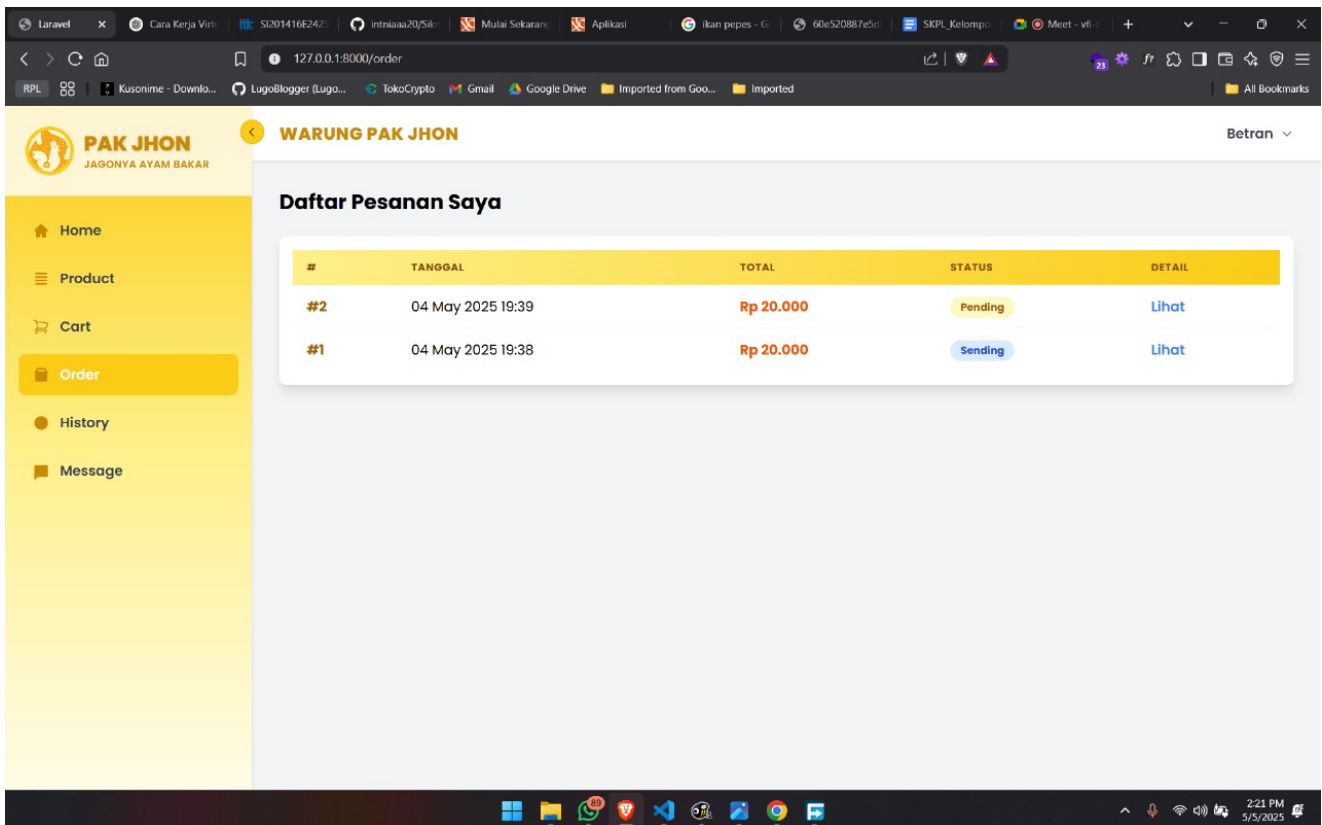 Laravel Cara Kerja Virtu SI201416E2425 intniaaa20/Sik Mulai Sekarang Aplikasi ikan pepes - G 60e520887e5d SKPL_Kelompo Meet - vfi-
127.0.0.1:8000/order 23
RPL Kusonime - Downlo... LugoBlogger (Lugo... TokoCrypto Gmail Google Drive Imported from Goo... Imported All Bookmarks
PAK JHON
JAGONYA AYAM BAKAR
WARUNG PAK JHON Betran
Home
Product
Cart
Order
History
Message
Daftar Pesanan Saya
# TANGGAL TOTAL STATUS DETAIL
#2 04 May 2025 19:39 Rp 20.000 Pending Lihat
#1 04 May 2025 19:38 Rp 20.000 Sending Lihat
89
2:21 PM
5/5/2025